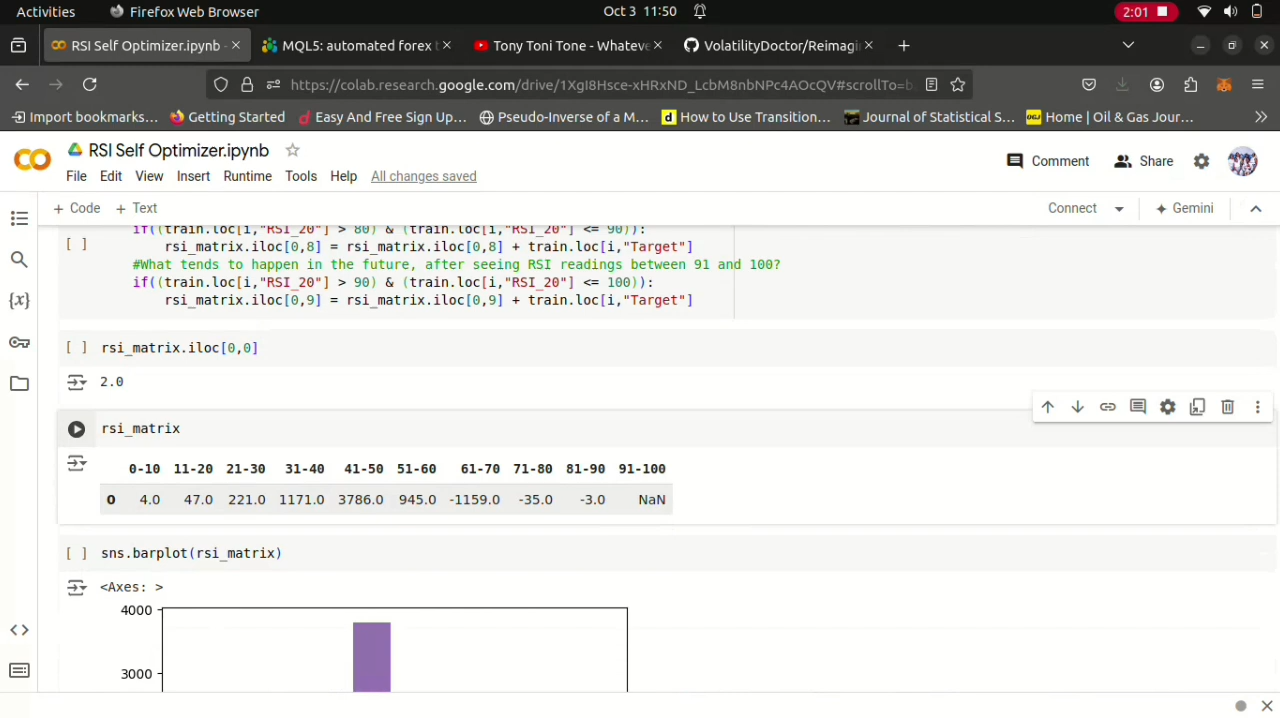 Activities Firefox Web Browser Oct 3 11:50 2:01
RSI Self Optimizer.ipynb - MQL5: automated forex t Tony Toni Tone - Whateve VolatilityDoctor/Reimagi
https://colab.research.google.com/drive/1XgI8Hsce-xHRxND_LcbM8nbNPc4AOcQV#scrollTo=b
Import bookmarks... Getting Started Easy And Free Sign Up... Pseudo-Inverse of a M... How to Use Transition... Journal of Statistical S... Home | Oil & Gas Jour...
RSI Self Optimizer.ipynb Comment Share
File Edit View Insert Runtime Tools Help All changes saved
+ Code + Text Connect Gemini
if((train.loc[i,"RSI_20"] > 80) & (train.loc[i,"RSI_20"] <= 90)):
[ ] rsi_matrix.iloc[0,8] = rsi_matrix.iloc[0,8] + train.loc[i,"Target"]
#What tends to happen in the future, after seeing RSI readings between 91 and 100?
if((train.loc[i,"RSI_20"] > 90) & (train.loc[i,"RSI_20"] <= 100)):
rsi_matrix.iloc[0,9] = rsi_matrix.iloc[0,9] + train.loc[i,"Target"]
[ ] rsi_matrix.iloc[0,0]
2.0
rsi_matrix
0-10 11-20 21-30 31-40 41-50 51-60 61-70 71-80 81-90 91-100
0 4.0 47.0 221.0 1171.0 3786.0 945.0 -1159.0 -35.0 -3.0 NaN
[ ] sns.barplot(rsi_matrix)
<Axes: >
4000
3000